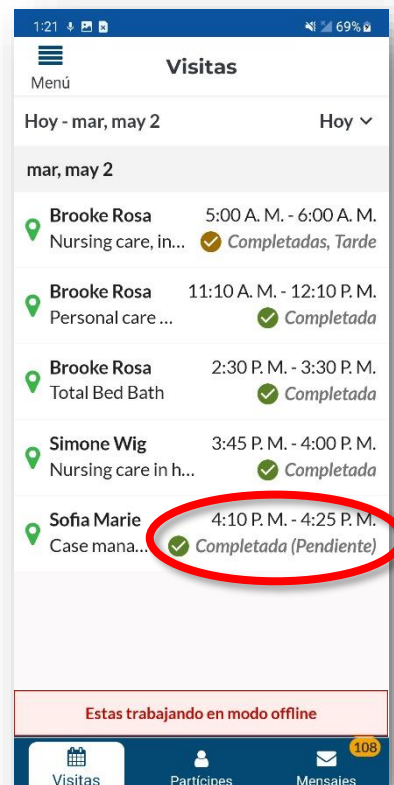 1:21 69%
Menú
Visitas
Hoy - mar, may 2 Hoy
mar, may 2
Brooke Rosa 5:00 A. M. - 6:00 A. M.
Nursing care, in... Completadas, Tarde
Brooke Rosa 11:10 A. M. - 12:10 P. M.
Personal care ... Completada
Brooke Rosa 2:30 P. M. - 3:30 P. M.
Total Bed Bath Completada
Simone Wig 3:45 P. M. - 4:00 P. M.
Nursing care in h... Completada
Sofia Marie 4:10 P. M. - 4:25 P. M.
Case mana... Completada (Pendiente)
Estas trabajando en modo offline
108
Visitas Partícipes Mensajes